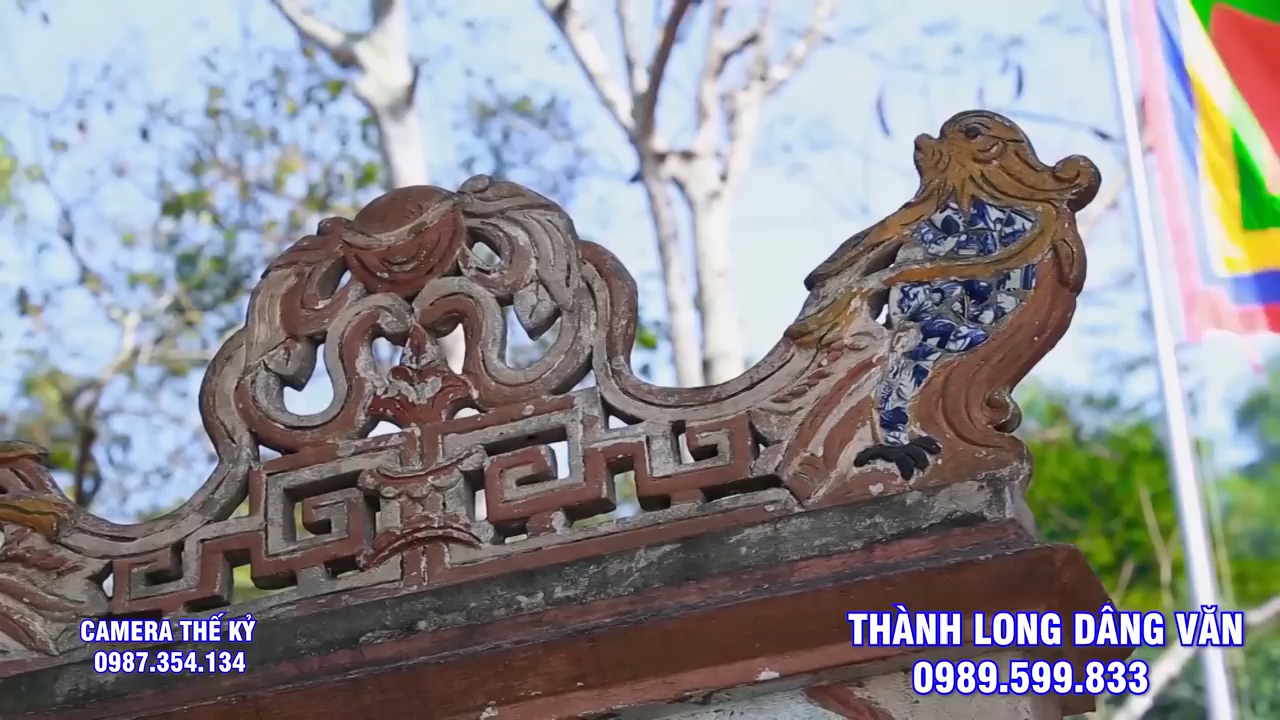 CAMERA THẾ KỶ
0987.354.134
THÀNH LONG DÂNG VĂN
0989.599.833